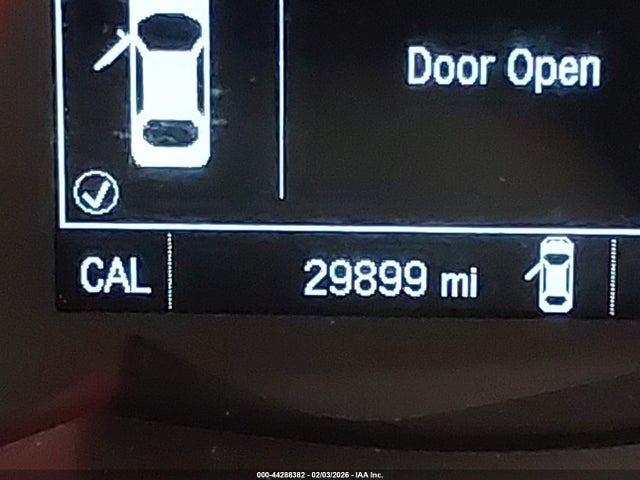 Door Open
CAL 29899 mi
000-44288382 - 02/03/2026 - IAA Inc.